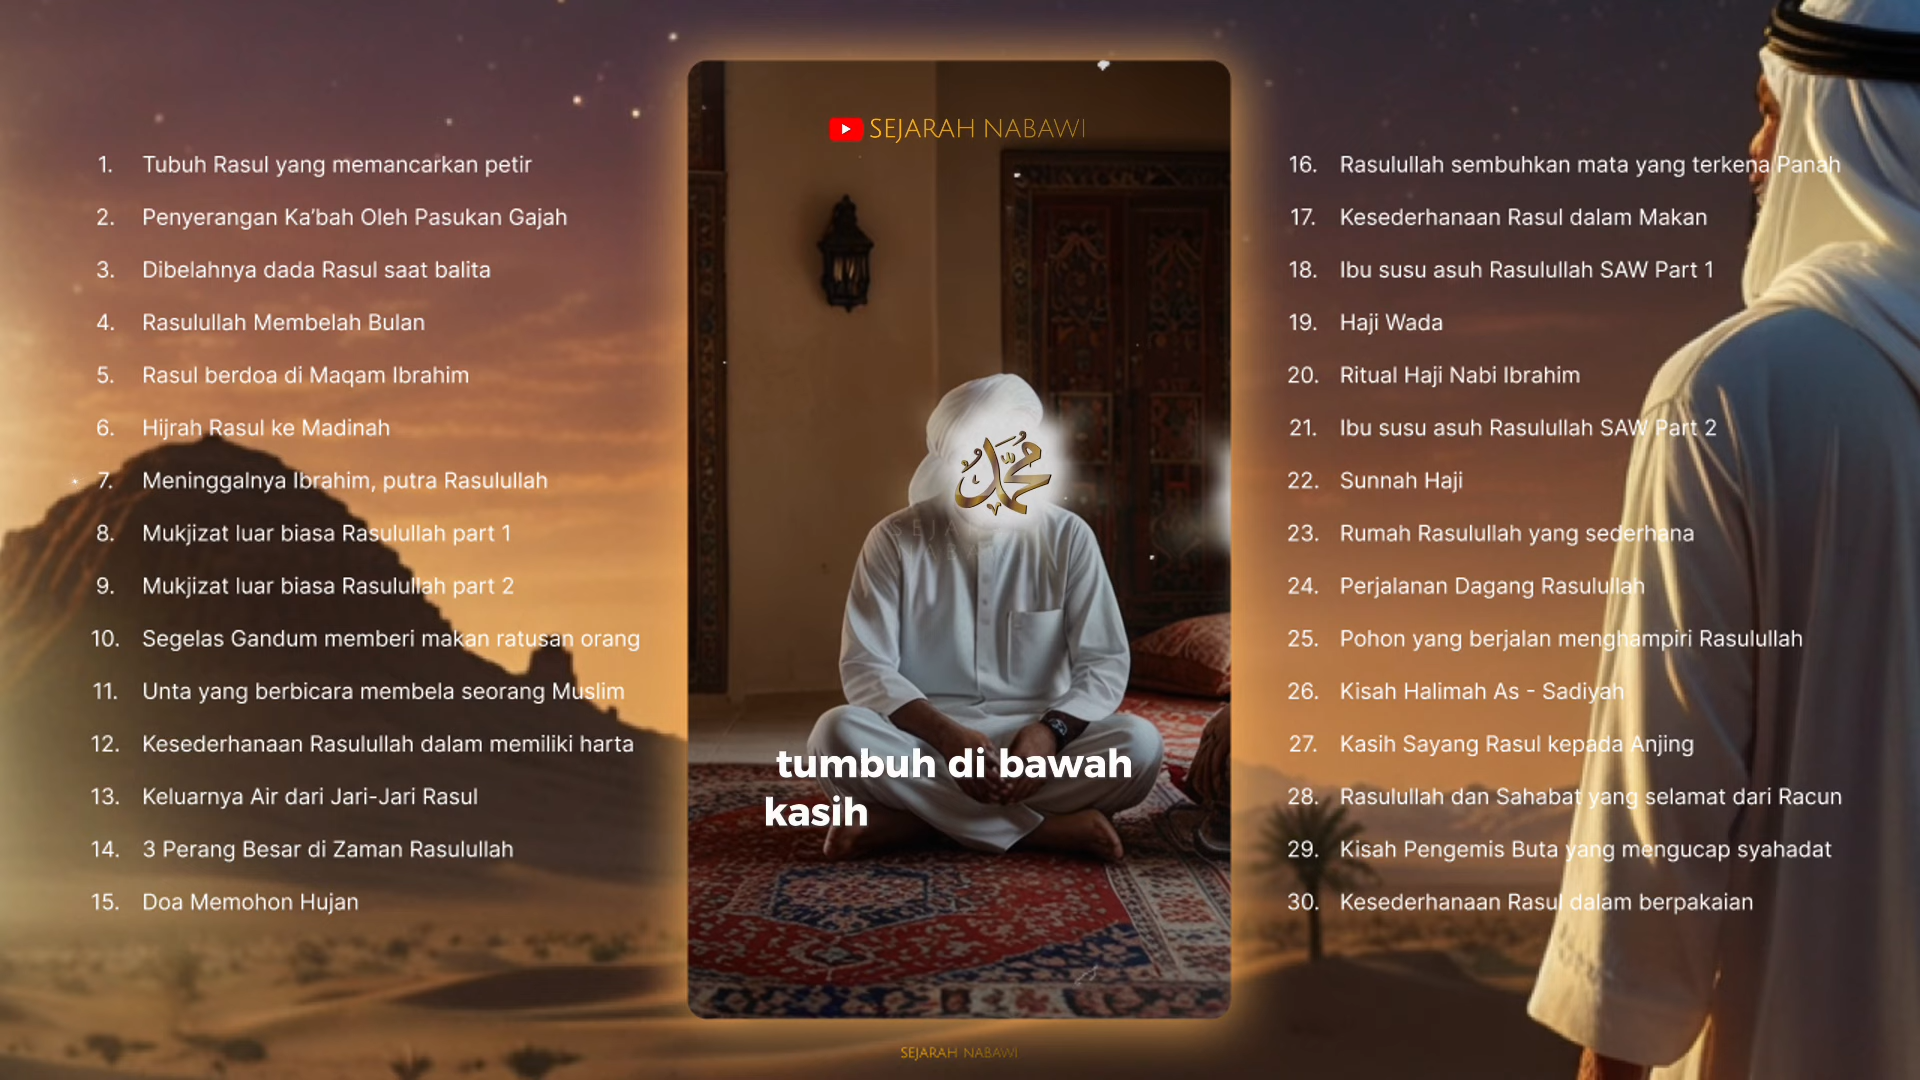 SEJARAH NABAWI
1. Tubuh Rasul yang memancarkan petir
2. Penyerangan Ka’bah Oleh Pasukan Gajah
3. Dibelahnya dada Rasul saat balita
4. Rasulullah Membelah Bulan
5. Rasul berdoa di Maqam Ibrahim
6. Hijrah Rasul ke Madinah
7. Meninggalnya Ibrahim, putra Rasulullah
8. Mukjizat luar biasa Rasulullah part 1
9. Mukjizat luar biasa Rasulullah part 2
10. Segelas Gandum memberi makan ratusan orang
11. Unta yang berbicara membela seorang Muslim
12. Kesederhanaan Rasulullah dalam memiliki harta
13. Keluarnya Air dari Jari-Jari Rasul
14. 3 Perang Besar di Zaman Rasulullah
15. Doa Memohon Hujan
محمد
SEJARAH
NABAWI
tumbuh di bawah
kasih
16. Rasulullah sembuhkan mata yang terkena Panah
17. Kesederhanaan Rasul dalam Makan
18. Ibu susu asuh Rasulullah SAW Part 1
19. Haji Wada
20. Ritual Haji Nabi Ibrahim
21. Ibu susu asuh Rasulullah SAW Part 2
22. Sunnah Haji
23. Rumah Rasulullah yang sederhana
24. Perjalanan Dagang Rasulullah
25. Pohon yang berjalan menghampiri Rasulullah
26. Kisah Halimah As - Sadiyah
27. Kasih Sayang Rasul kepada Anjing
28. Rasulullah dan Sahabat yang selamat dari Racun
29. Kisah Pengemis Buta yang mengucap syahadat
30. Kesederhanaan Rasul dalam berpakaian
SEJARAH NABAWI